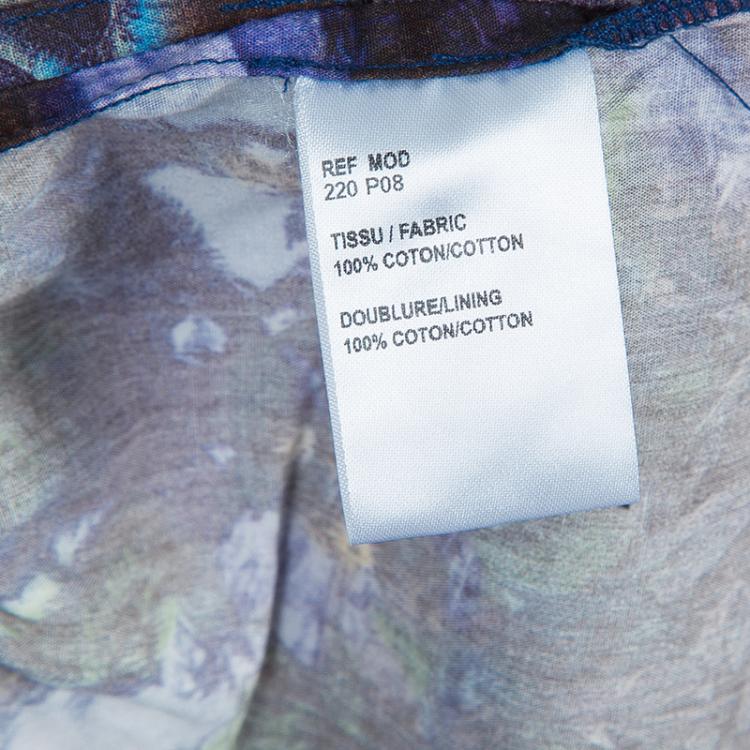 REF MOD
220 P08
TISSU / FABRIC
100% COTON/COTTON
DOUBLURE/LINING
100% COTON/COTTON